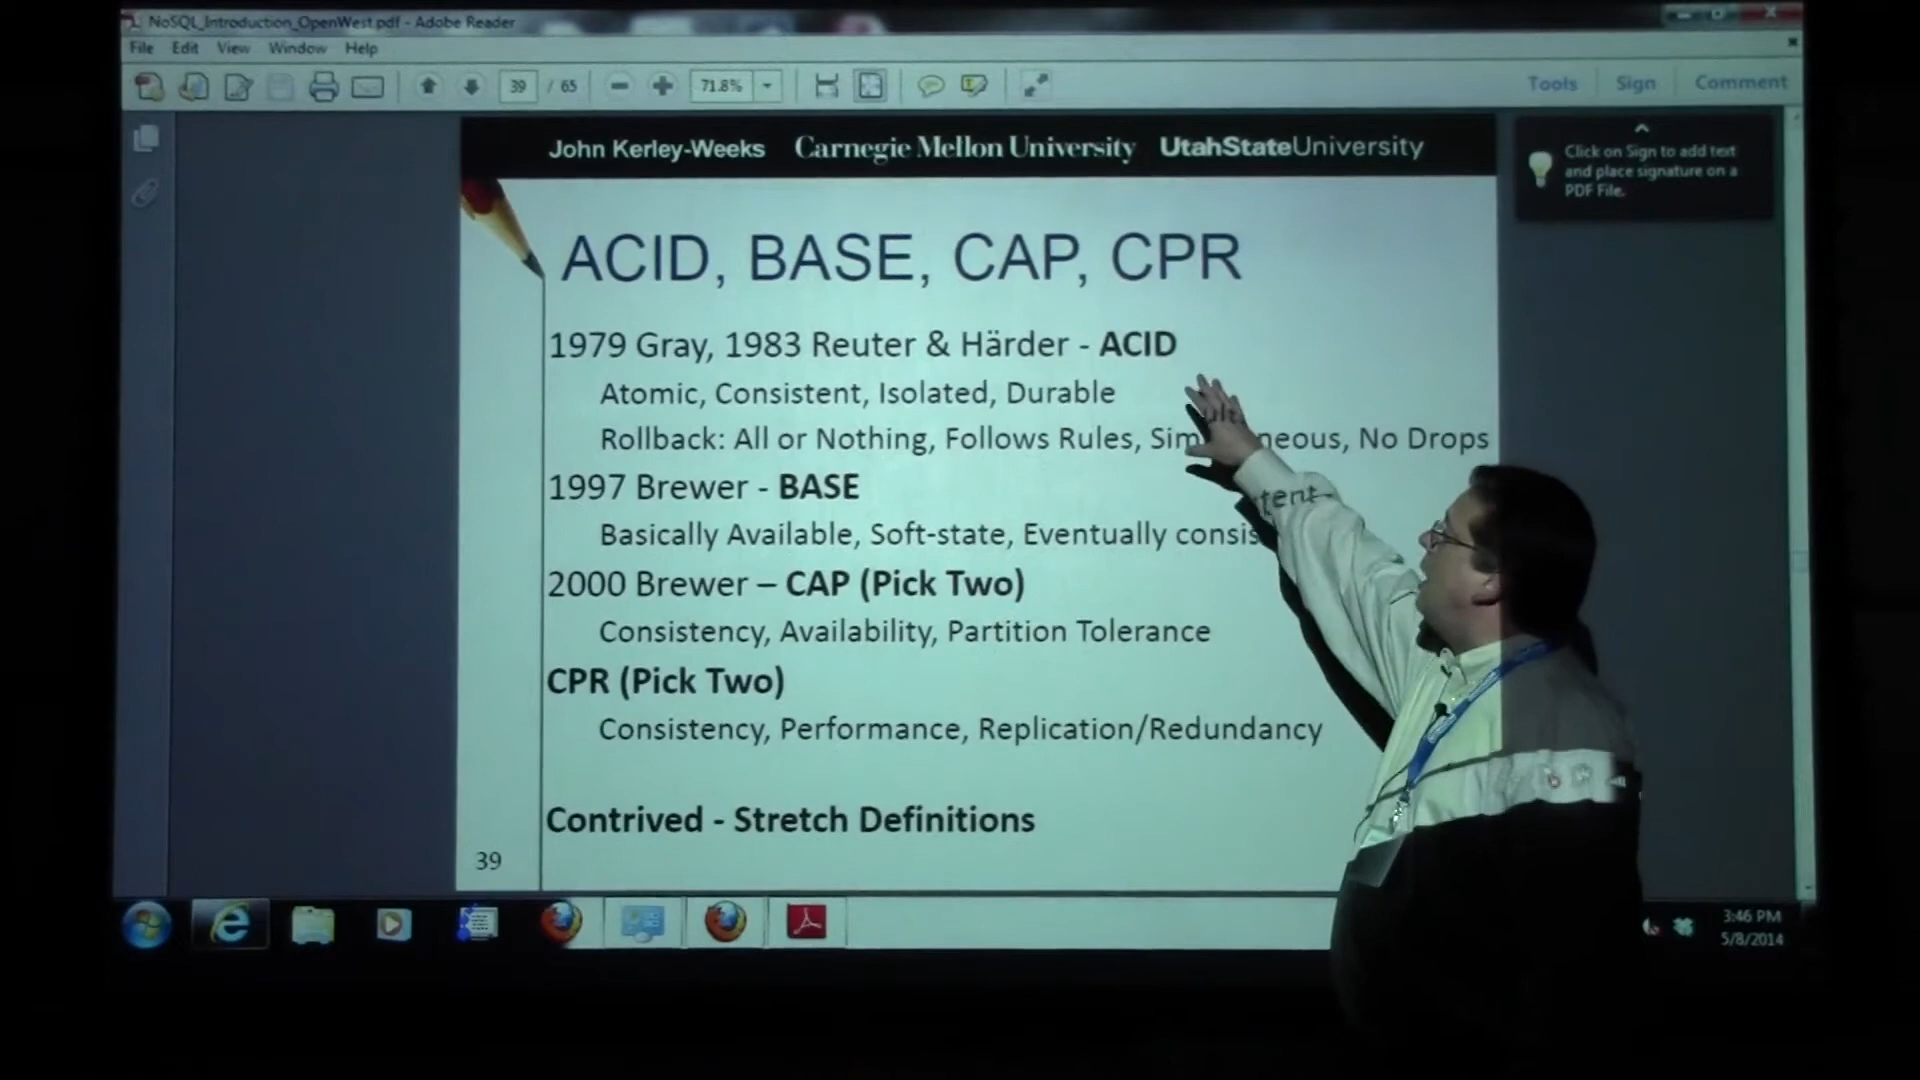 NoSQL_Introduction_OpenWest.pdf - Adobe Reader
File Edit View Window Help
39 / 65 71.8% Tools Sign Comment
John Kerley-Weeks Carnegie Mellon University UtahStateUniversity
Click on Sign to add text
and place signature on a
PDF File.
ACID, BASE, CAP, CPR
1979 Gray, 1983 Reuter & Härder - ACID
Atomic, Consistent, Isolated, Durable
Rollback: All or Nothing, Follows Rules, Simultaneous, No Drops
1997 Brewer - BASE
Basically Available, Soft-state, Eventually consistent
2000 Brewer – CAP (Pick Two)
Consistency, Availability, Partition Tolerance
CPR (Pick Two)
Consistency, Performance, Replication/Redundancy
Contrived - Stretch Definitions
39
3:46 PM
5/8/2014